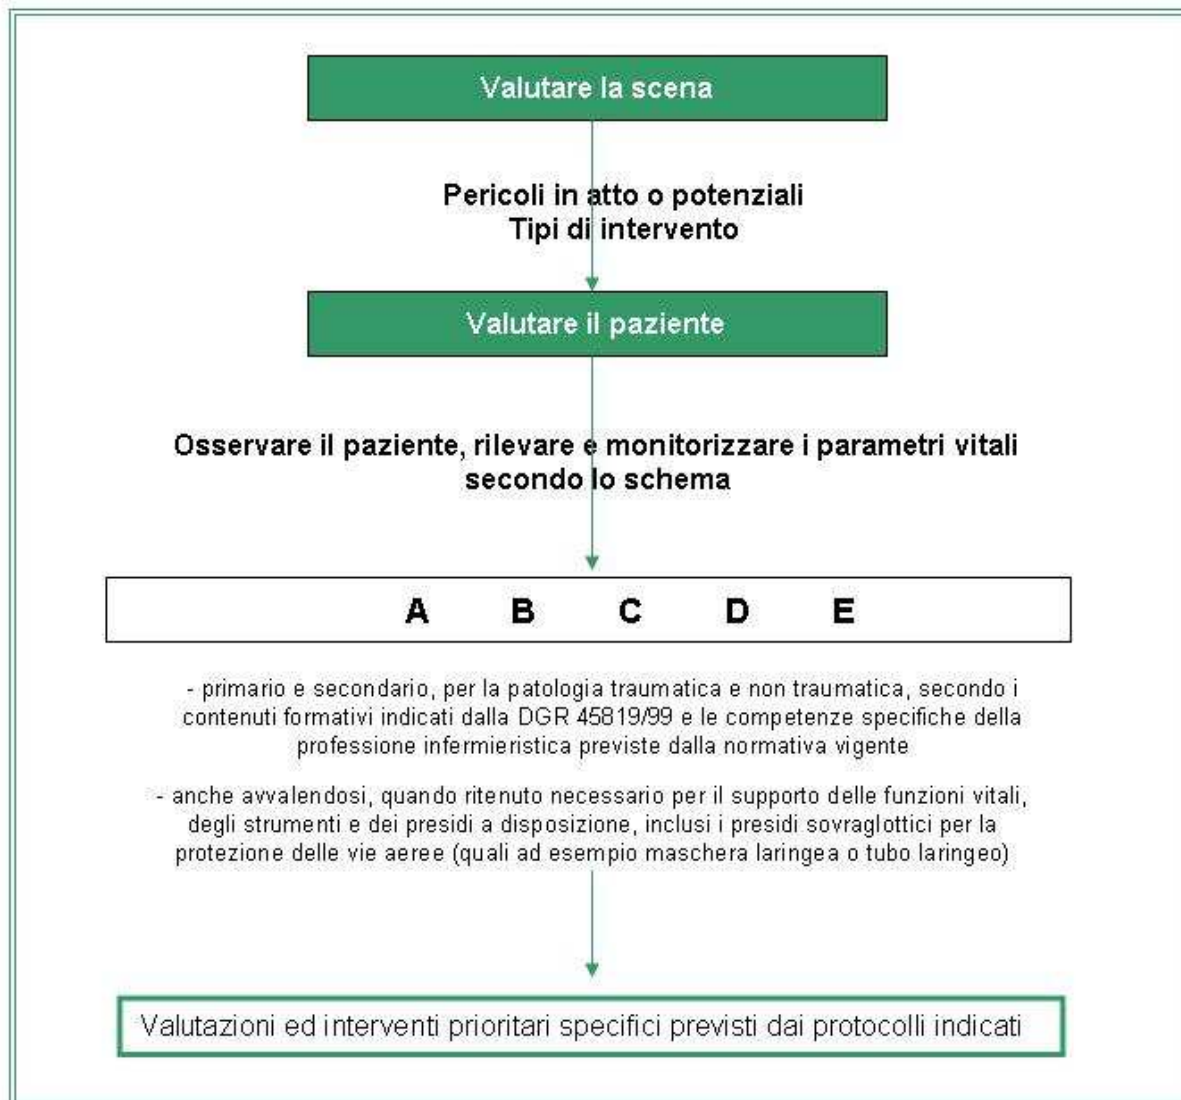 Valutare la scena
Pericoli in atto o potenziali
Tipi di intervento
Valutare il paziente
Osservare il paziente, rilevare e monitorizzare i parametri vitali
secondo lo schema
A B C D E
- primario e secondario, per la patologia traumatica e non traumatica, secondo i
contenuti formativi indicati dalla DGR 45819/99 e le competenze specifiche della
professione infermieristica previste dalla normativa vigente
- anche avvalendosi, quando ritenuto necessario per il supporto delle funzioni vitali,
degli strumenti e dei presidi a disposizione, inclusi i presidi sovraglottici per la
protezione delle vie aeree (quali ad esempio maschera laringea o tubo laringeo)
Valutazioni ed interventi prioritari specifici previsti dai protocolli indicati